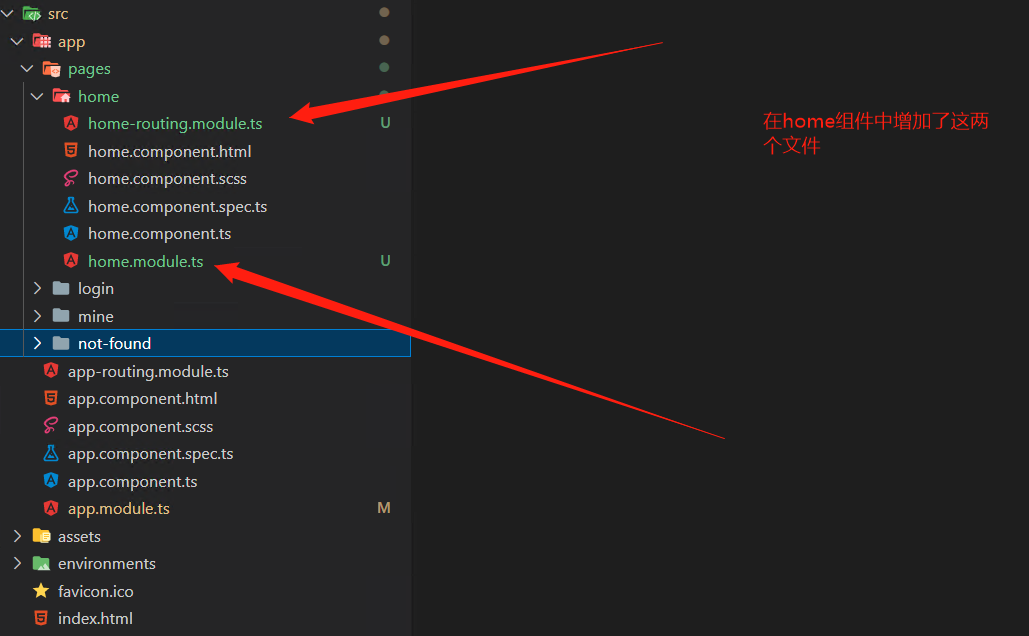 src
app
pages
home
home-routing.module.ts U
在home组件中增加了这两
个文件
home.component.html
home.component.scss
home.component.spec.ts
home.component.ts
home.module.ts U
login
mine
not-found
app-routing.module.ts
app.component.html
app.component.scss
app.component.spec.ts
app.component.ts
app.module.ts M
assets
environments
favicon.ico
index.html